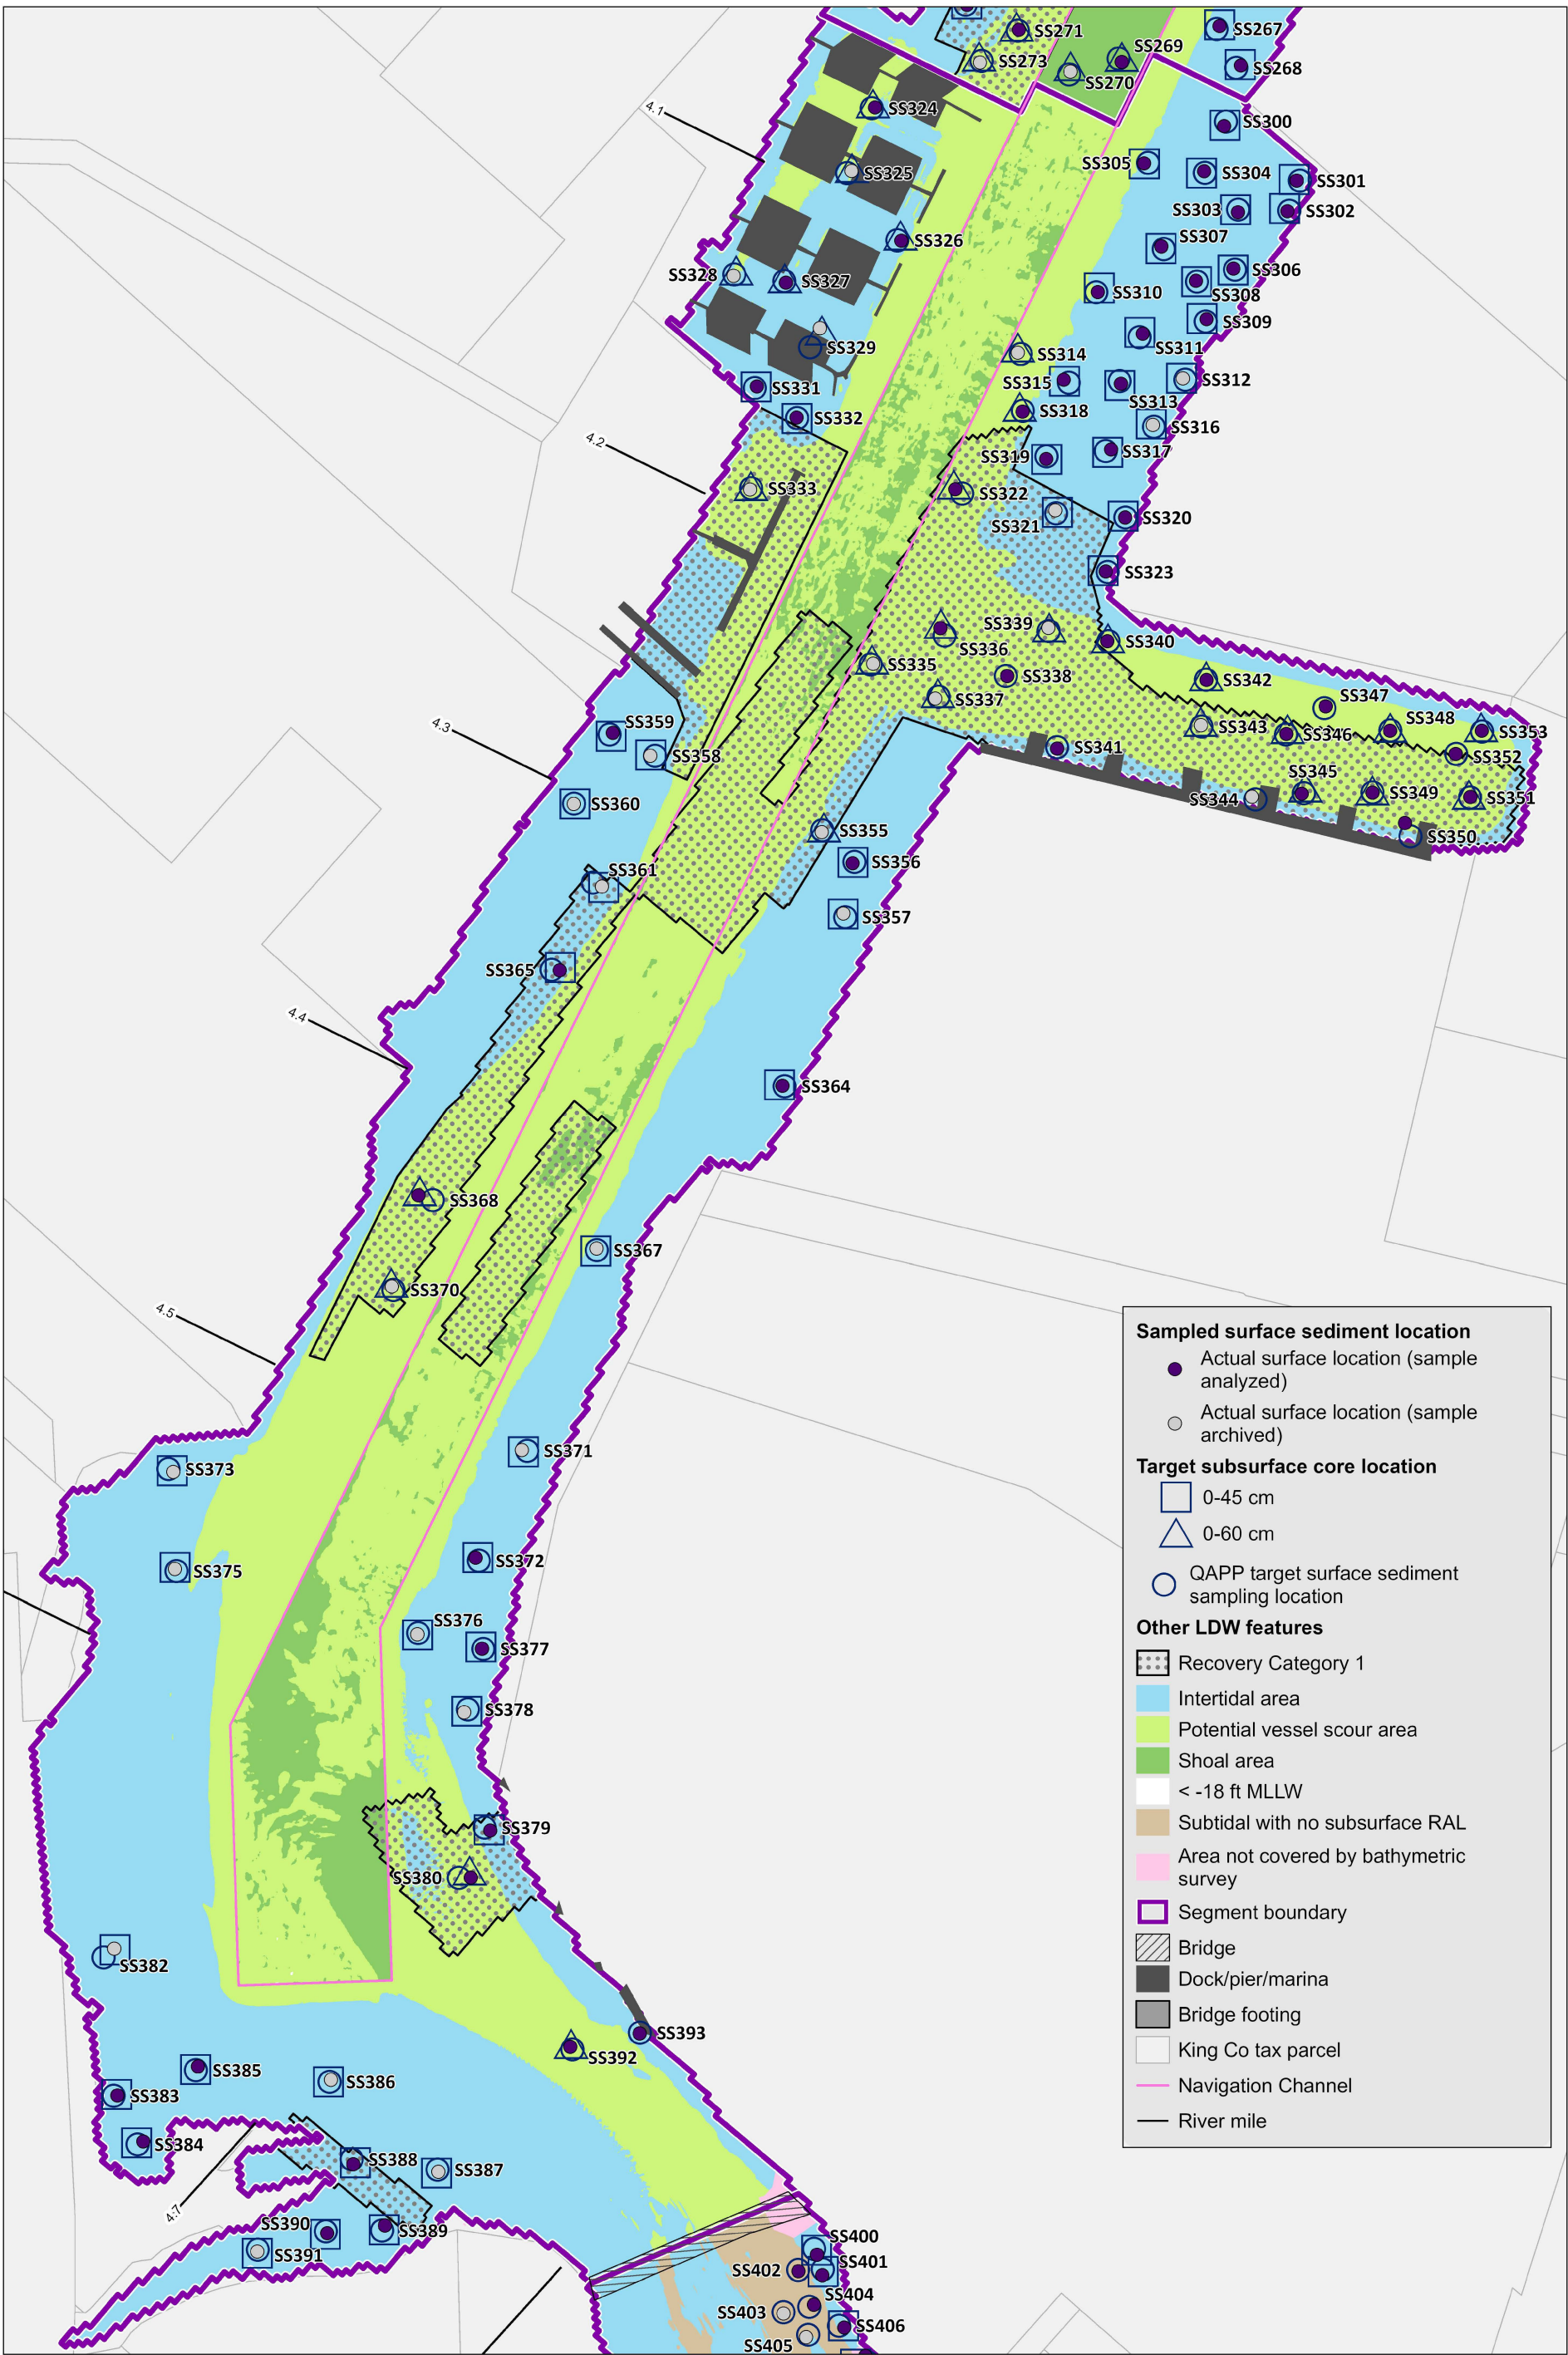 SS271
SS269
SS267
SS273
SS268
SS270
4.1
SS324
SS300
SS305
SS325
SS304
SS301
SS303
SS302
SS326
SS307
SS328
SS327
SS306
SS308
SS310
SS309
SS329
SS311
SS314
SS331
SS315
SS312
SS313
SS332
SS318
SS316
4.2
SS319
SS317
SS333
SS322
SS321
SS320
SS323
SS339
SS336
SS340
SS335
SS338
SS342
SS337
SS347
4.3
SS359
SS343
SS346
SS348
SS353
SS358
SS341
SS352
SS345
SS360
SS344
SS349
SS351
SS355
SS350
SS356
SS361
SS357
SS365
4.4
SS364
SS368
SS367
SS370
4.5
SS371
SS373
SS372
SS375
SS376
SS377
SS378
SS379
SS380
SS382
SS393
SS392
SS385
SS386
SS383
SS384
SS388
SS387
4.7
SS390
SS389
SS391
SS400
SS401
SS402
SS404
SS403
SS406
SS405
Sampled surface sediment location
Actual surface location (sample
analyzed)
Actual surface location (sample
archived)
Target subsurface core location
0-45 cm
0-60 cm
QAPP target surface sediment
sampling location
Other LDW features
Recovery Category 1
Intertidal area
Potential vessel scour area
Shoal area
< -18 ft MLLW
Subtidal with no subsurface RAL
Area not covered by bathymetric
survey
Segment boundary
Bridge
Dock/pier/marina
Bridge footing
King Co tax parcel
Navigation Channel
River mile